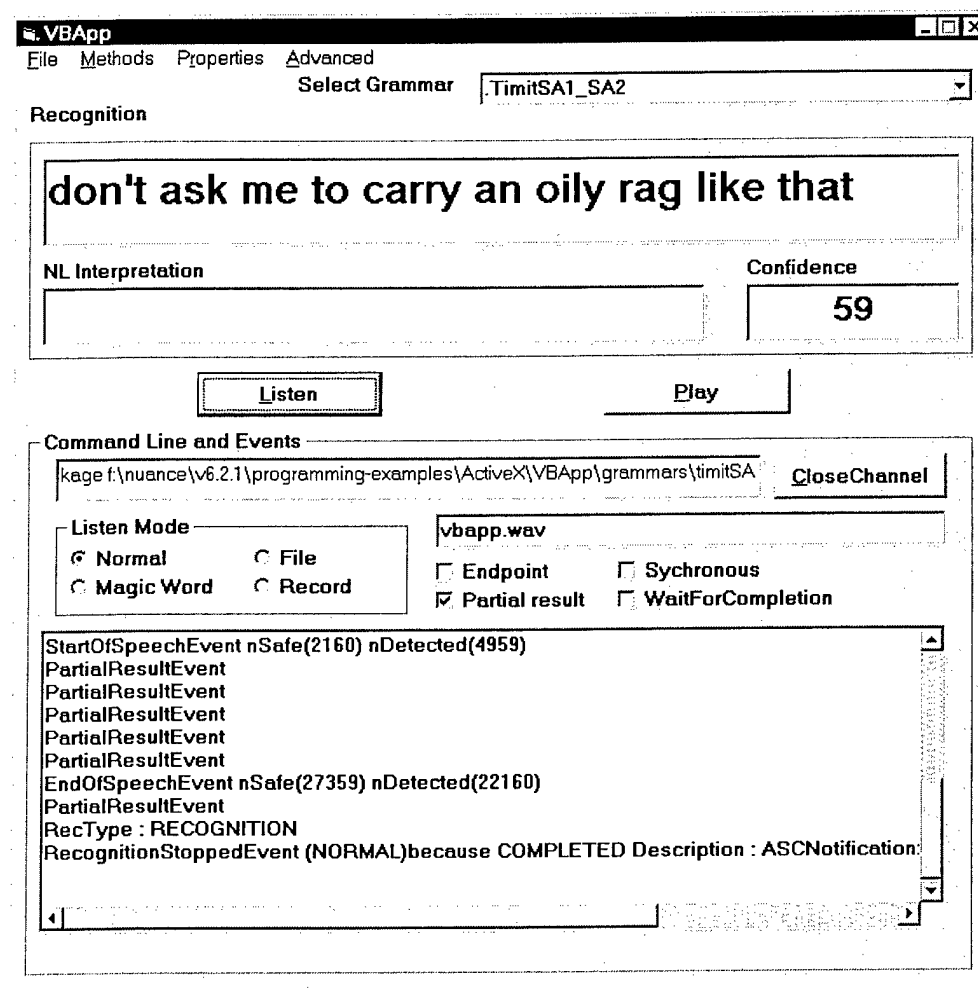 VBApp
File Methods Properties Advanced
Select Grammar .TimitSA1_SA2
Recognition
don't ask me to carry an oily rag like that
NL Interpretation Confidence
59
Listen Play
Command Line and Events
kage f:\nuance\v6.2.1\programming-examples\ActiveX\VBApp\grammars\timitSA CloseChannel
Listen Mode vbapp.wav
Normal File Endpoint Sychronous
Magic Word Record Partial result WaitForCompletion
StartOfSpeechEvent nSafe(2160) nDetected(4959)
PartialResultEvent
PartialResultEvent
PartialResultEvent
PartialResultEvent
PartialResultEvent
EndOfSpeechEvent nSafe(27359) nDetected(22160)
PartialResultEvent
RecType : RECOGNITION
RecognitionStoppedEvent (NORMAL)because COMPLETED Description : ASCNotification: